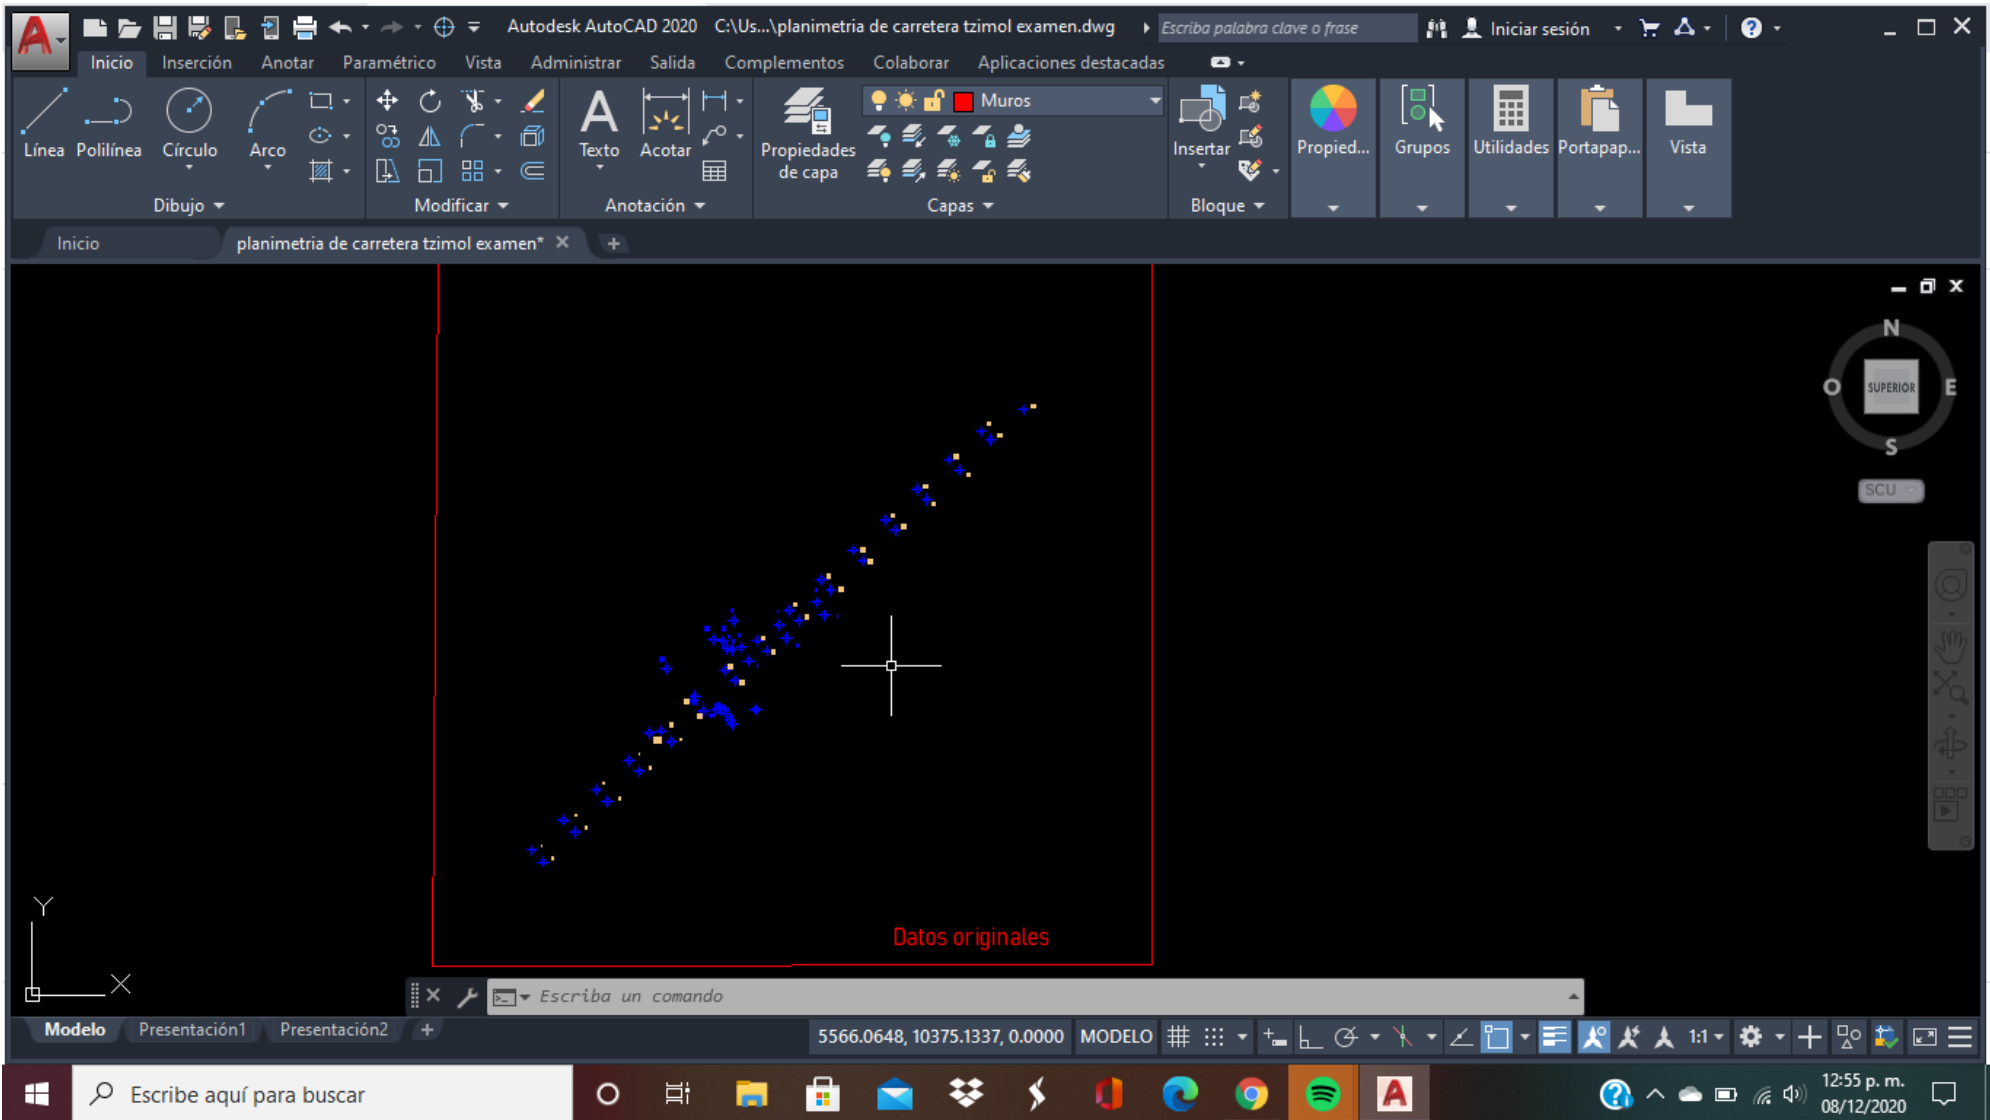 Autodesk AutoCAD 2020 C:\Us...\planimetria de carretera tzimol examen.dwg
Escriba palabra clave o frase
Iniciar sesión
Inicio Inserción Anotar Paramétrico Vista Administrar Salida Complementos Colaborar Aplicaciones destacadas
Muros
Línea Polilínea Círculo Arco
Texto Acotar Propiedades de capa
Insertar Propied... Grupos Utilidades Portapap... Vista
Dibujo Modificar Anotación Capas Bloque
Inicio planimetria de carretera tzimol examen*
N
O SUPERIOR E
S
SCU
Datos originales
Y
X
Escriba un comando
Modelo Presentación1 Presentación2
5566.0648, 10375.1337, 0.0000 MODELO 1:1
Escribe aquí para buscar
12:55 p. m.
08/12/2020